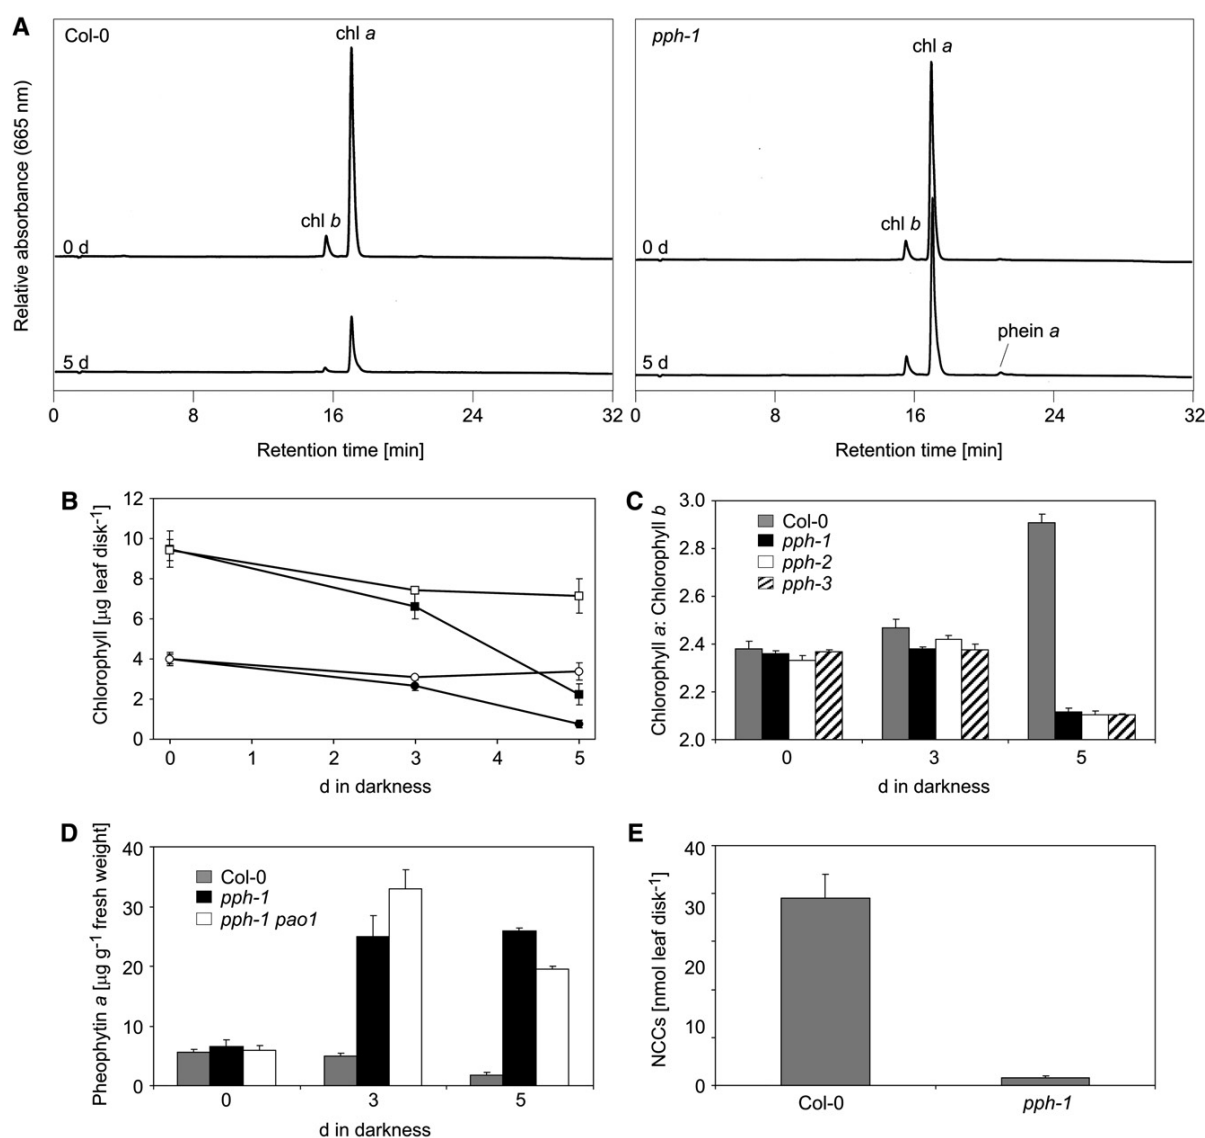 A
Col-0
chl a
chl b
0 d
5 d
Relative absorbance (665 nm)
0 8 16 24 32
Retention time [min]
pph-1
chl a
chl b
0 d
phein a
5 d
0 8 16 24 32
Retention time [min]
B
Chlorophyll [µg leaf disk-1]
12
10
8
6
4
2
0
0 1 2 3 4 5
d in darkness
C
Chlorophyll a: Chlorophyll b
3.0
2.8
2.6
2.4
2.2
2.0
Col-0
pph-1
pph-2
pph-3
0 3 5
d in darkness
D
Pheophytin a [µg g-1 fresh weight]
40
30
20
10
0
Col-0
pph-1
pph-1 pao1
0 3 5
d in darkness
E
NCCs [nmol leaf disk-1]
40
30
20
10
0
Col-0 pph-1